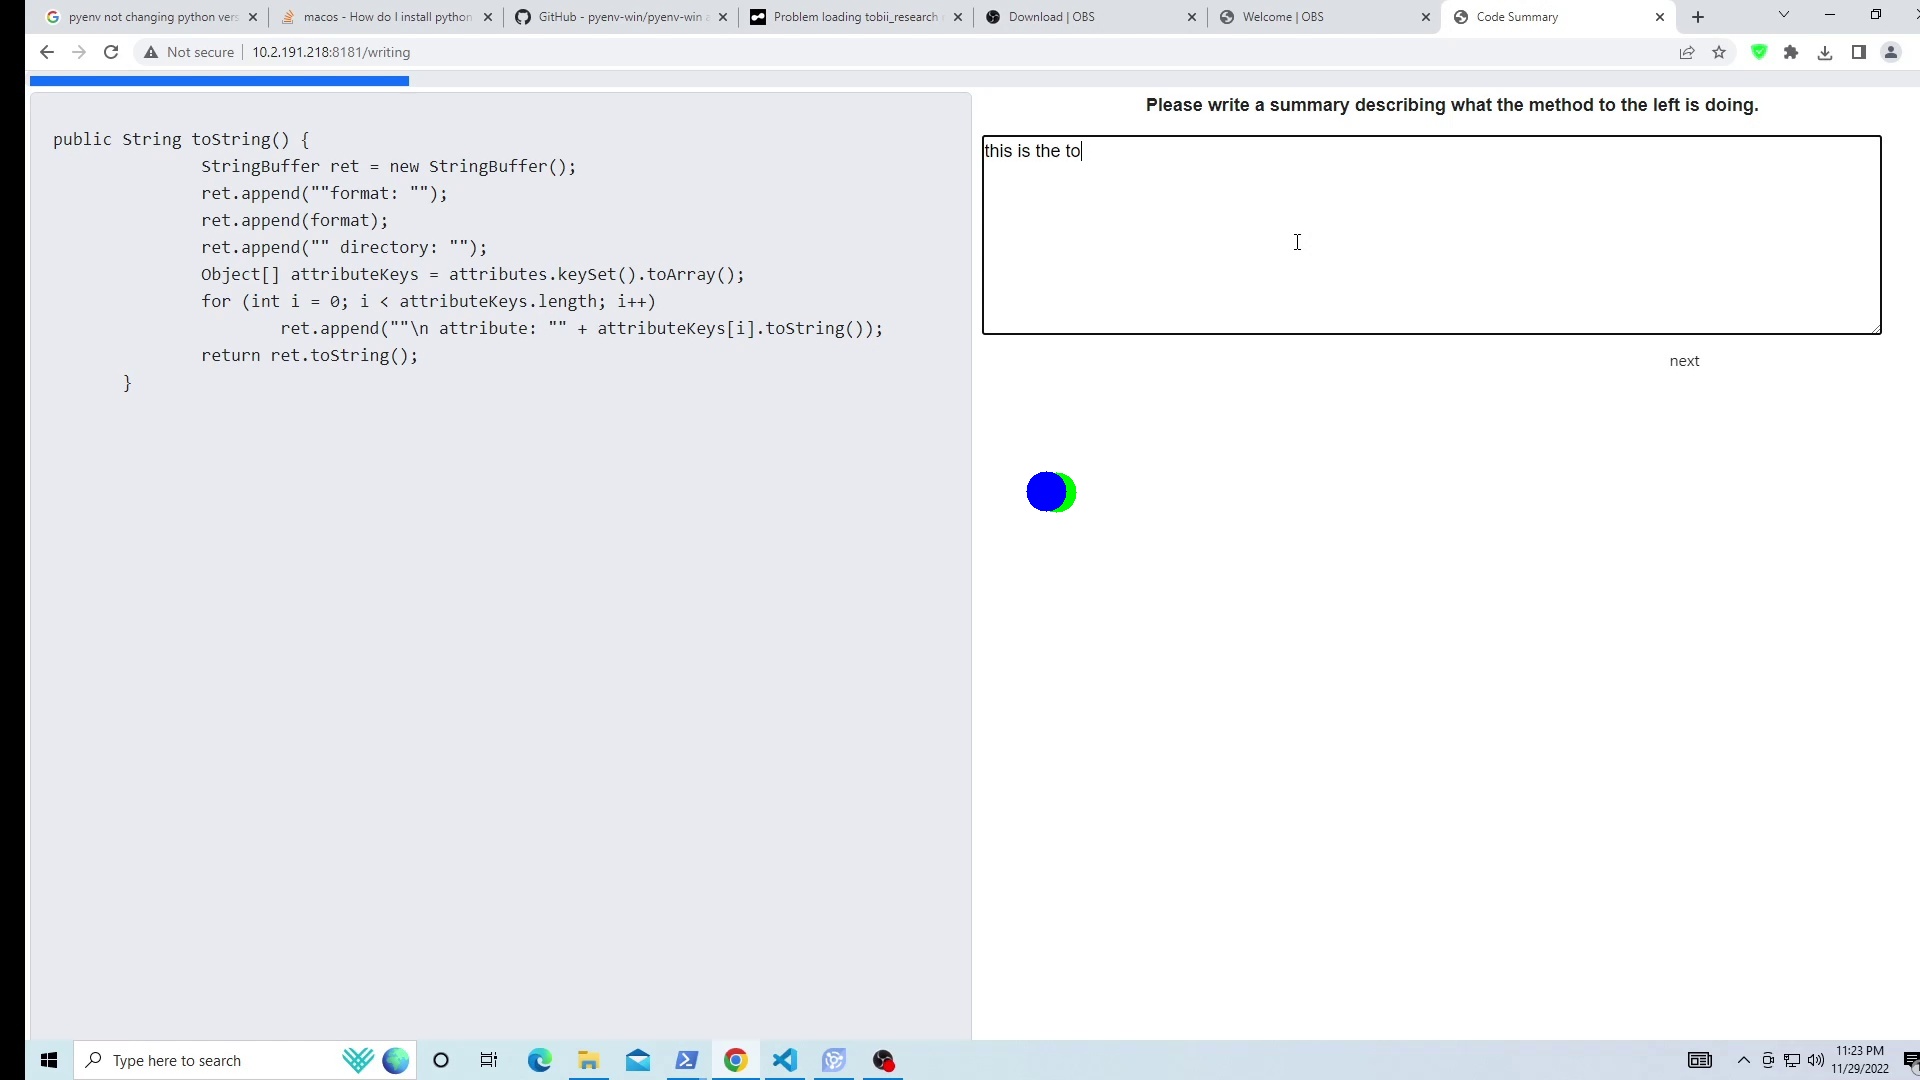 pyenv not changing python vers
macos - How do I install python
GitHub - pyenv-win/pyenv-win
Problem loading tobii_research
Download | OBS
Welcome | OBS
Code Summary
Not secure
10.2.191.218:8181/writing
Please write a summary describing what the method to the left is doing.
public String toString() {
StringBuffer ret = new StringBuffer();
ret.append(""format: "");
ret.append(format);
ret.append("" directory: "");
Object[] attributeKeys = attributes.keySet().toArray();
for (int i = 0; i < attributeKeys.length; i++)
ret.append(""\n attribute: "" + attributeKeys[i].toString());
return ret.toString();
}
this is the to
next
Type here to search
11:23 PM
11/29/2022